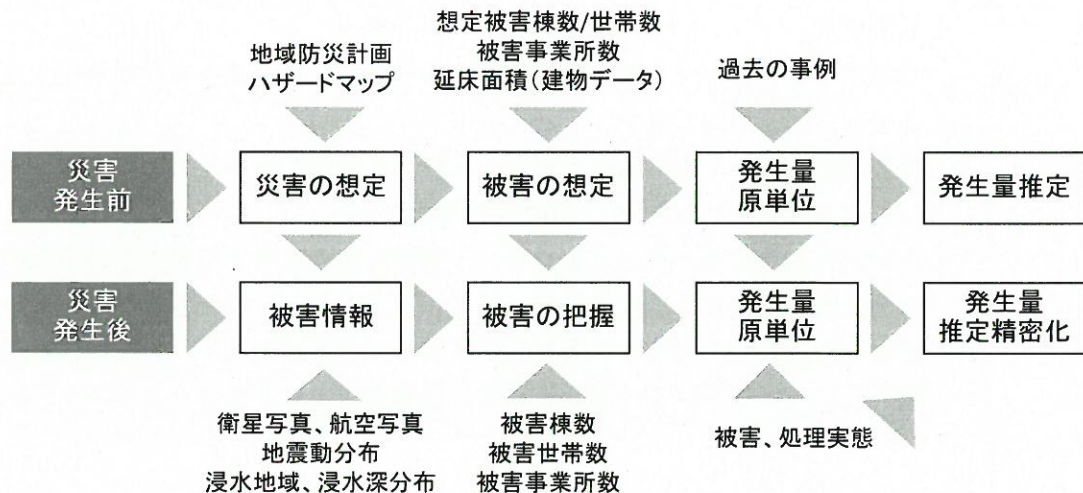 地域防災計画
ハザードマップ
想定被害棟数/世帯数
被害事業所数
延床面積(建物データ)
過去の事例
災害
発生前
災害の想定
被害の想定
発生量
原単位
発生量推定
災害
発生後
被害情報
被害の把握
発生量
原単位
発生量
推定精密化
衛星写真、航空写真
地震動分布
浸水地域、浸水深分布
被害棟数
被害世帯数
被害事業所数
被害、処理実態